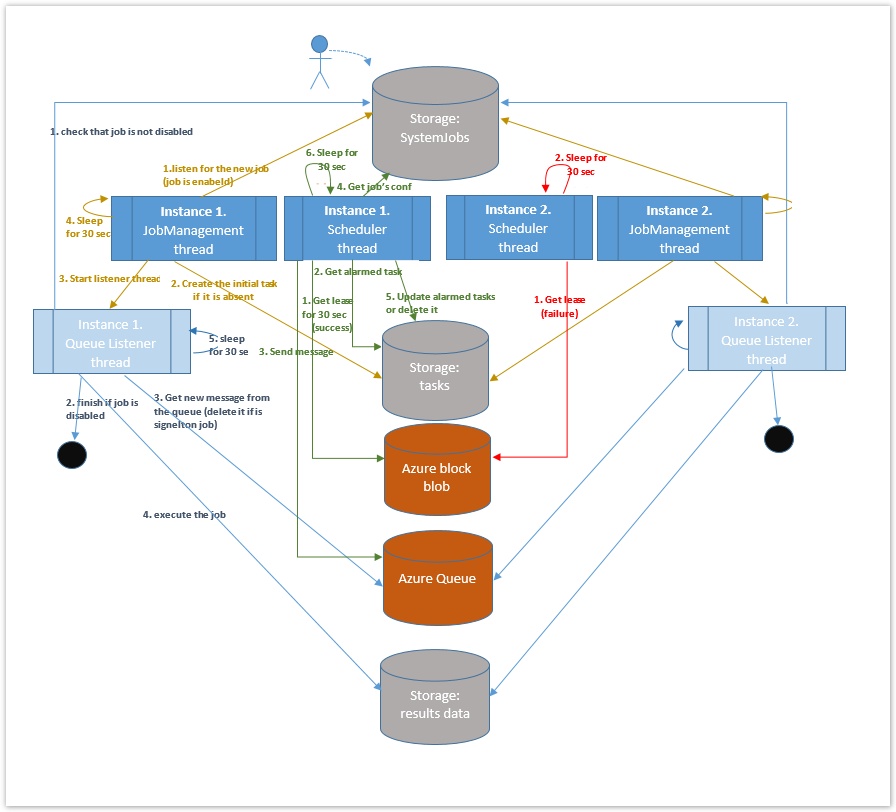 Storage:
SystemJobs
1. check that job is not disabled
1.listen for the new job
(job is enabeld)
6. Sleep for
30 sec
4. Get job's conf
2. Sleep for
30 sec
4. Sleep
for 30 sec
Instance 1.
JobManagement
thread
Instance 1.
Scheduler
thread
Instance 2.
Scheduler
thread
Instance 2.
JobManagement
thread
3. Start listener threac
2. Create the initial task
if it is absent
2. Get alarmed task
1. Get lease
for 30 sec
(success)
5. Update alarmed tasks
or delete it
1. Get lease
(failure)
Instance 1.
Queue Listener
thread
5. sleep
for 30 se
3. Send message
Storage:
tasks
Instance 2.
Queue Listener
thread
2. finish if job is
disabled
3. Get new message from
the queue (delete it if is
signelton job)
Azure block
blob
4. execute the job
Azure Queue
Storage:
results data